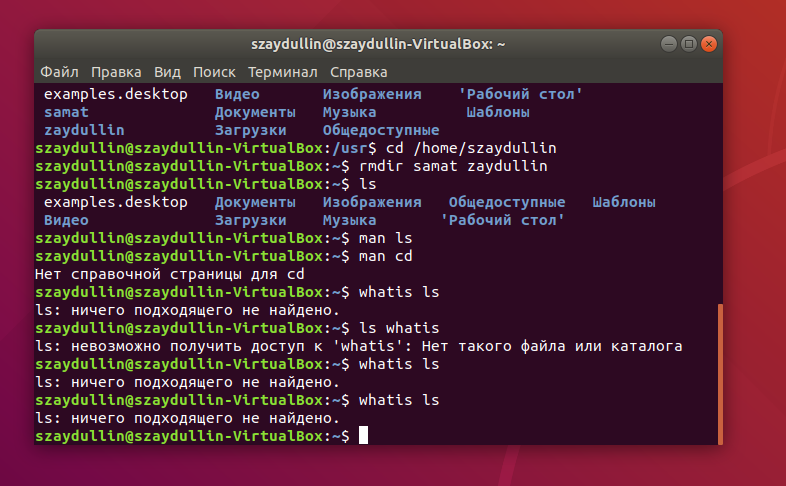 szaydullin@szaydullin-VirtualBox: ~
Файл Правка Вид Поиск Терминал Справка
examples.desktop Видео Изображения 'Рабочий стол'
samat Документы Музыка Шаблоны
zaydullin Загрузки Общедоступные
szaydullin@szaydullin-VirtualBox:/usr$ cd /home/szaydullin
szaydullin@szaydullin-VirtualBox:~$ rmdir samat zaydullin
szaydullin@szaydullin-VirtualBox:~$ ls
examples.desktop Документы Изображения Общедоступные Шаблоны
Видео Загрузки Музыка 'Рабочий стол'
szaydullin@szaydullin-VirtualBox:~$ man ls
szaydullin@szaydullin-VirtualBox:~$ man cd
Нет справочной страницы для cd
szaydullin@szaydullin-VirtualBox:~$ whatis ls
ls: ничего подходящего не найдено.
szaydullin@szaydullin-VirtualBox:~$ ls whatis
ls: невозможно получить доступ к 'whatis': Нет такого файла или каталога
szaydullin@szaydullin-VirtualBox:~$ whatis ls
ls: ничего подходящего не найдено.
szaydullin@szaydullin-VirtualBox:~$ whatis ls
ls: ничего подходящего не найдено.
szaydullin@szaydullin-VirtualBox:~$